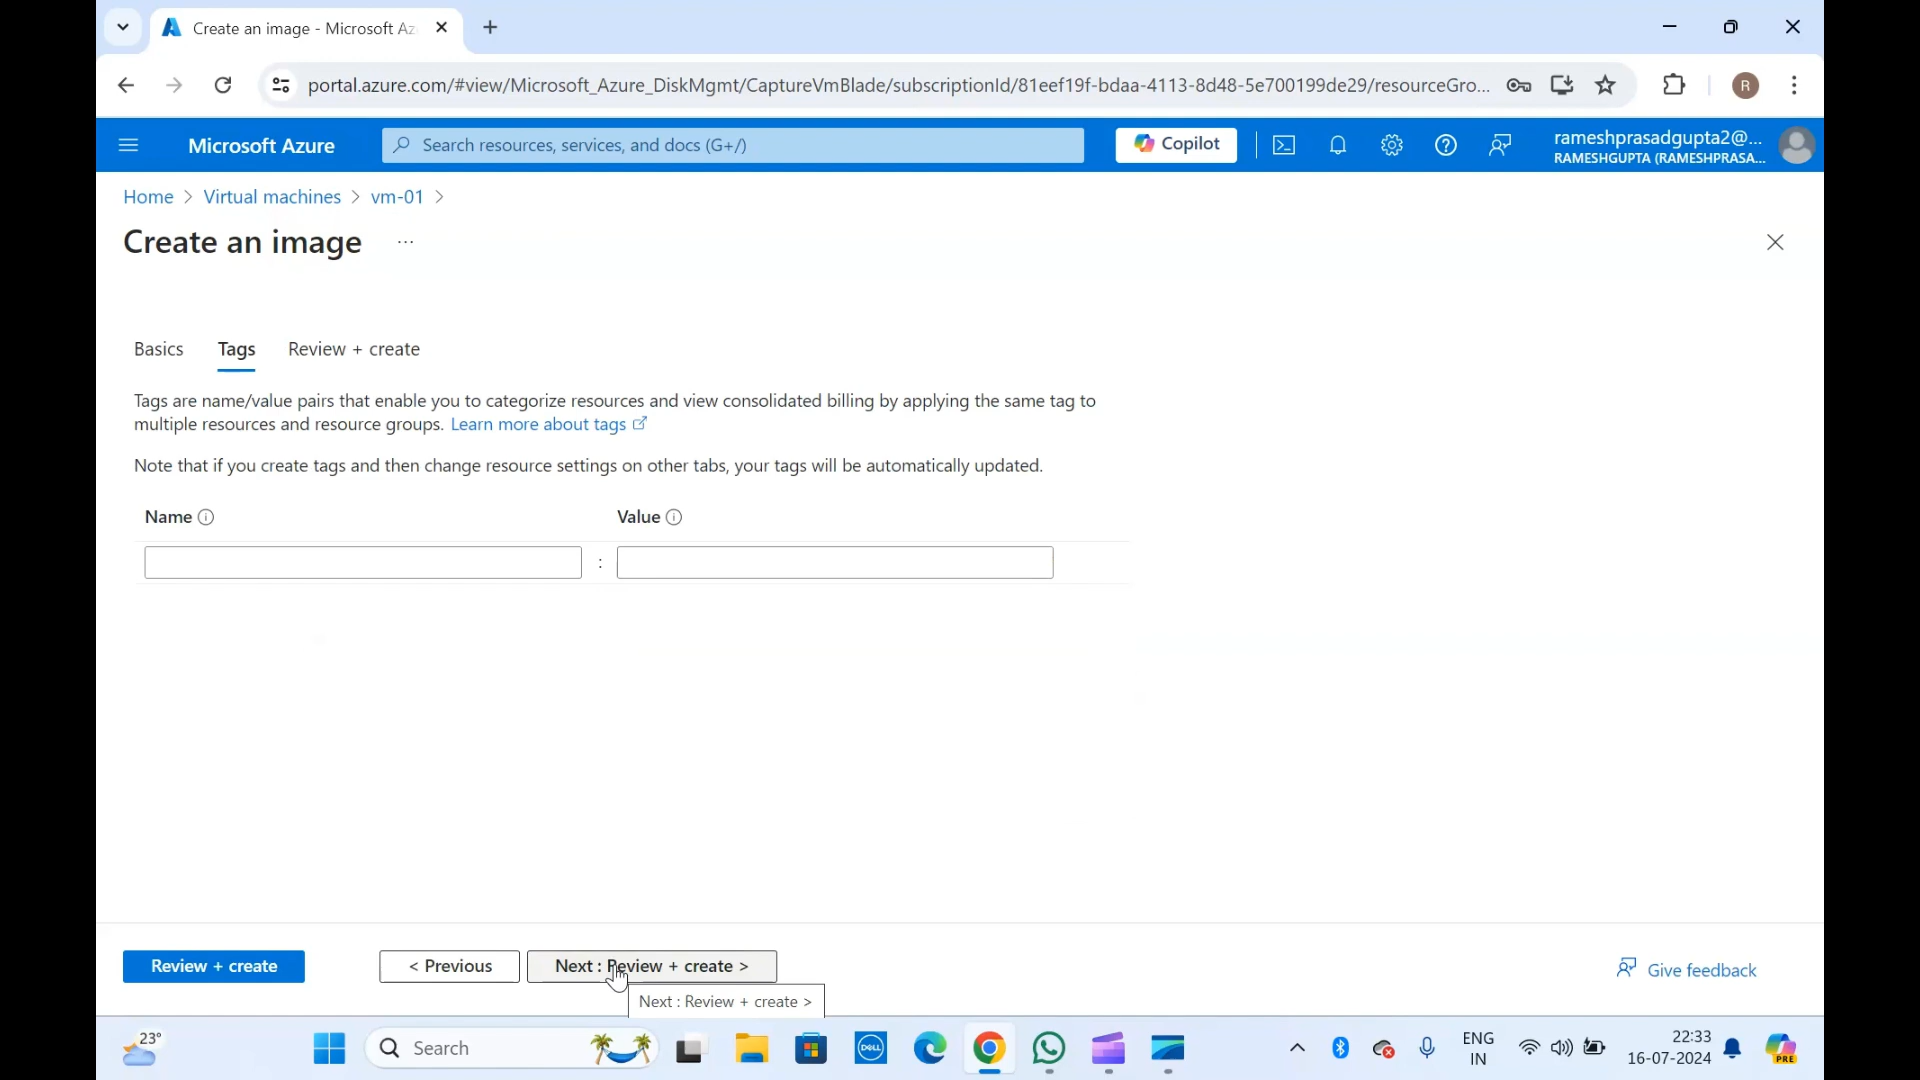 Create an image - Microsoft Az
portal.azure.com/#view/Microsoft_Azure_DiskMgmt/CaptureVmBlade/subscriptionId/81eef19f-bdaa-4113-8d48-5e700199de29/resourceGro...
R
Microsoft Azure
Search resources, services, and docs (G+/)
Copilot
rameshprasadgupta2@...
RAMESHGUPTA (RAMESHPRASA...
Home > Virtual machines > vm-01 >
Create an image ...
Basics Tags Review + create
Tags are name/value pairs that enable you to categorize resources and view consolidated billing by applying the same tag to
multiple resources and resource groups. Learn more about tags
Note that if you create tags and then change resource settings on other tabs, your tags will be automatically updated.
Name Value
:
Review + create < Previous Next : Review + create > Give feedback
Next : Review + create >
23°
Search
DELL
ENG
IN
22:33
16-07-2024
PRE